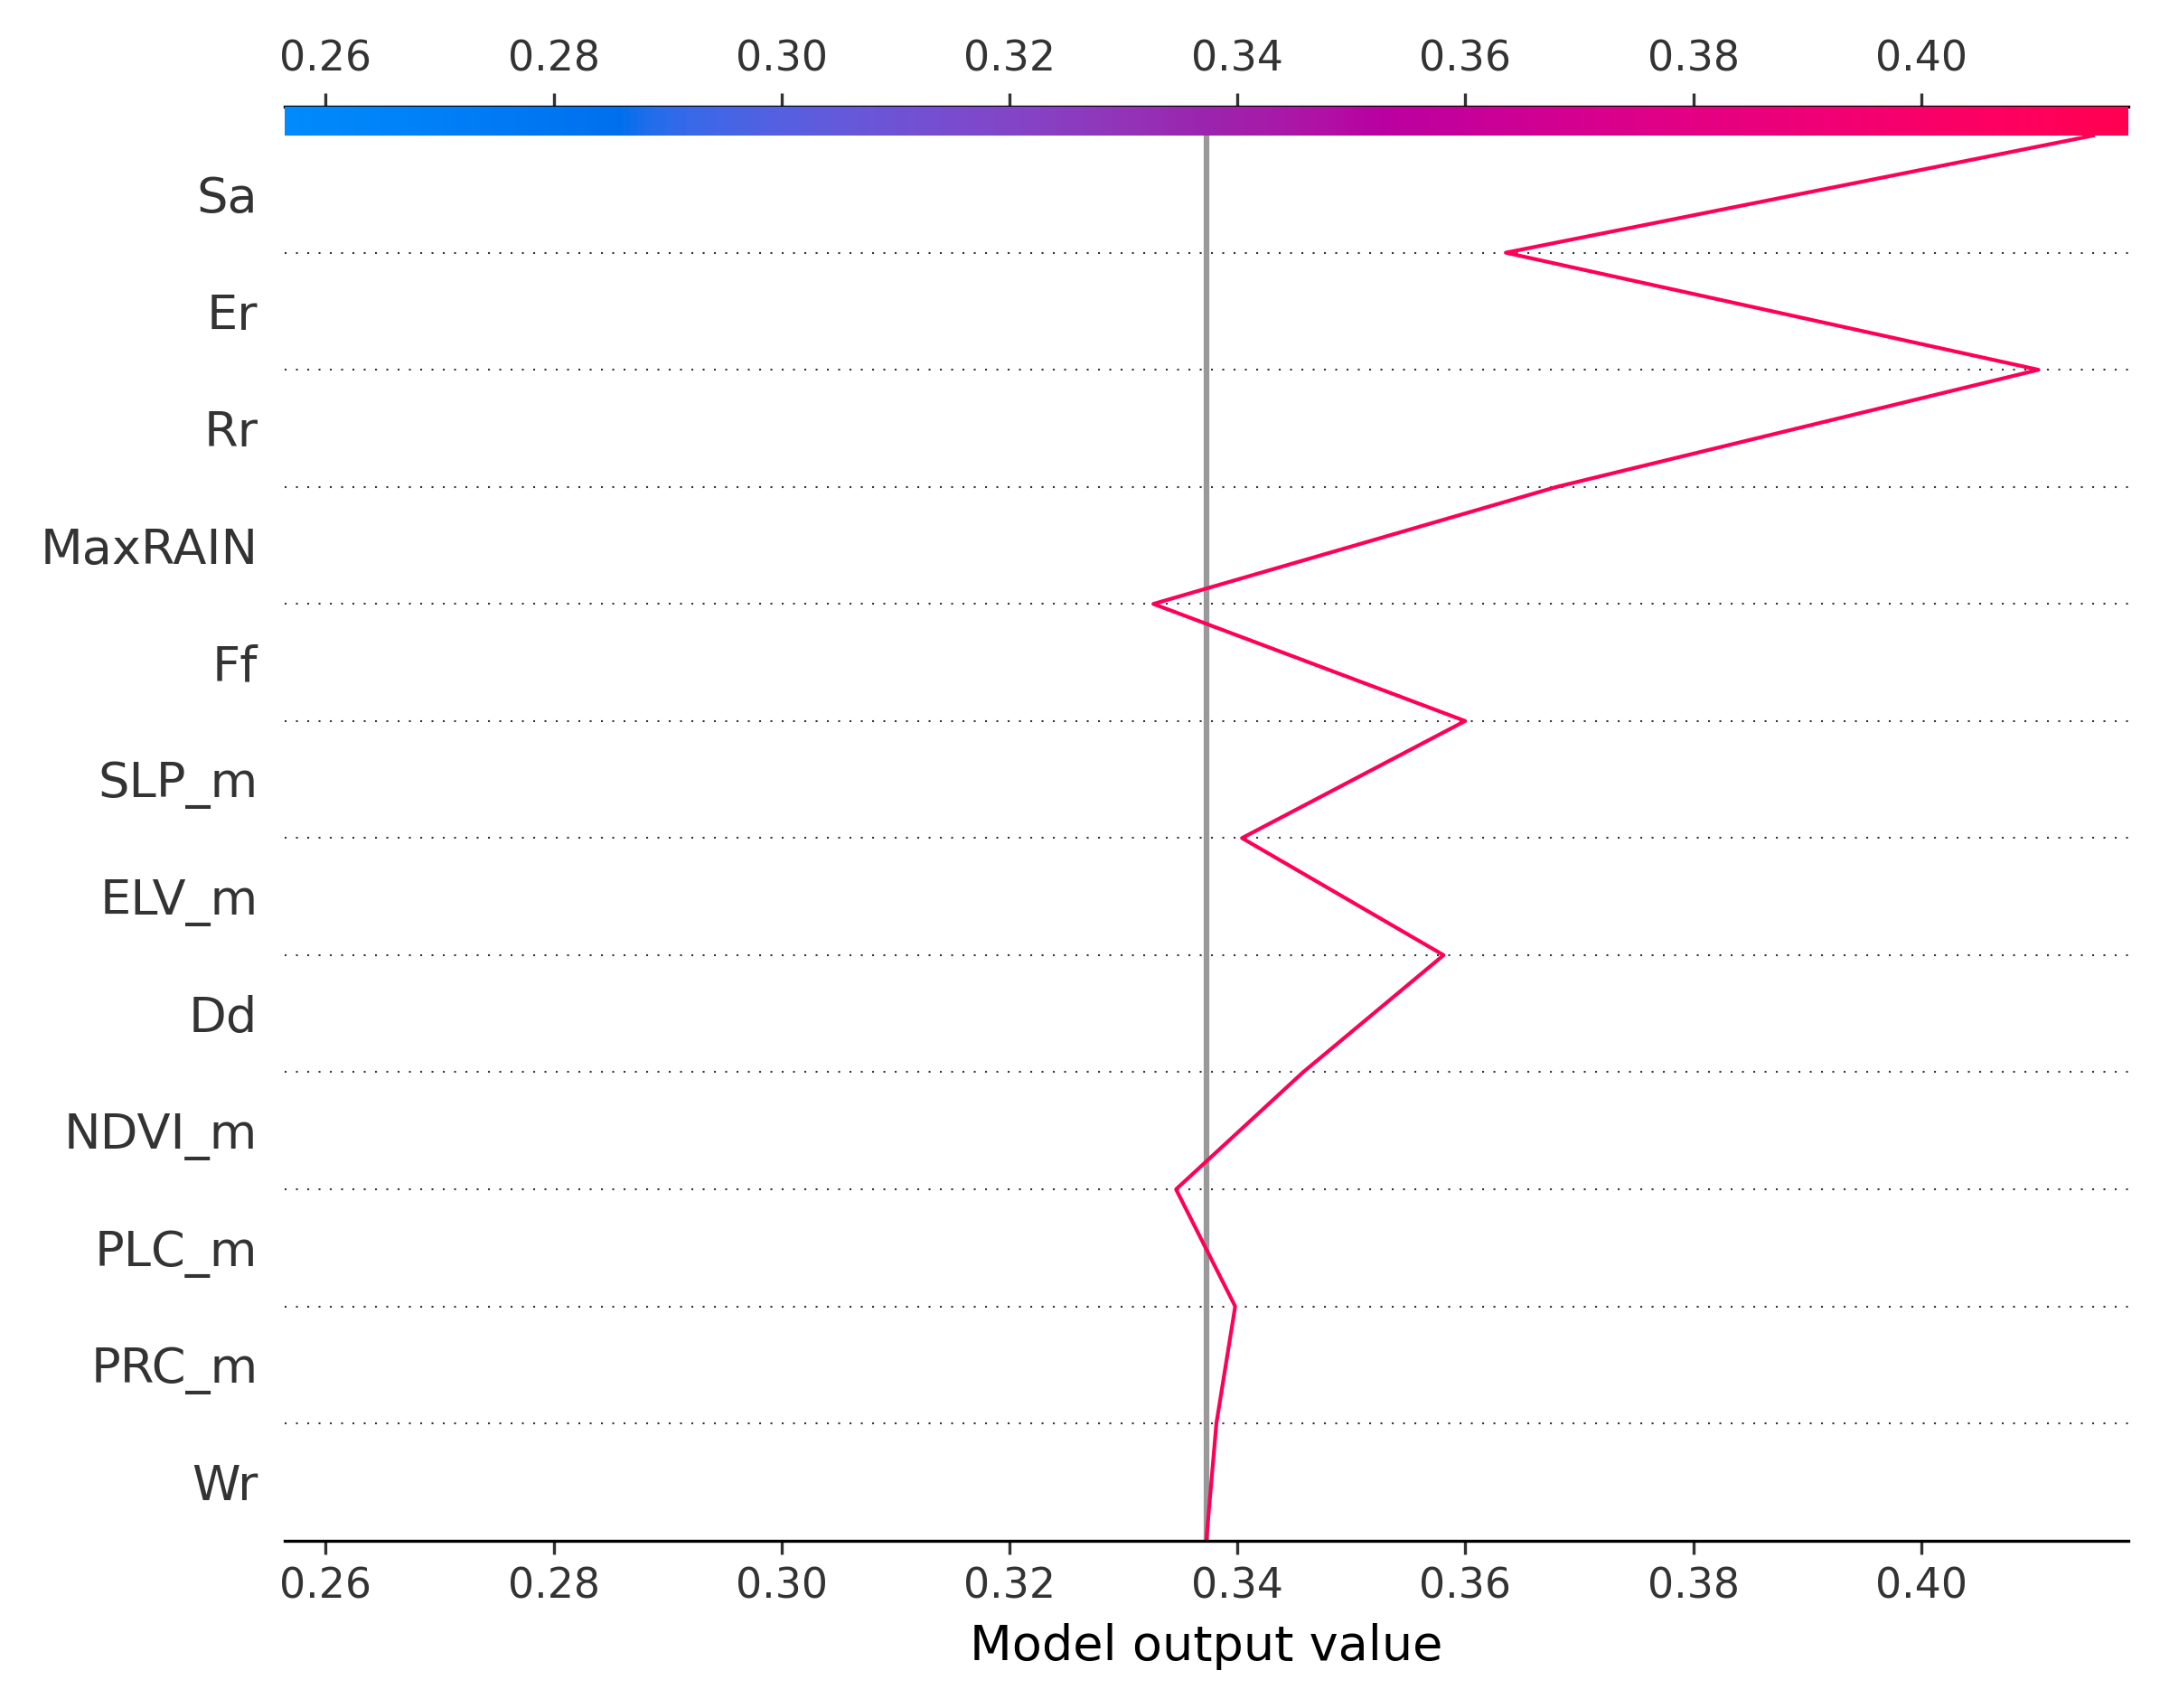 0.26 0.28 0.30 0.32 0.34 0.36 0.38 0.40
Sa
Er
Rr
MaxRAIN
Ff
SLP_m
ELV_m
Dd
NDVI_m
PLC_m
PRC_m
Wr
0.26 0.28 0.30 0.32 0.34 0.36 0.38 0.40
Model output value